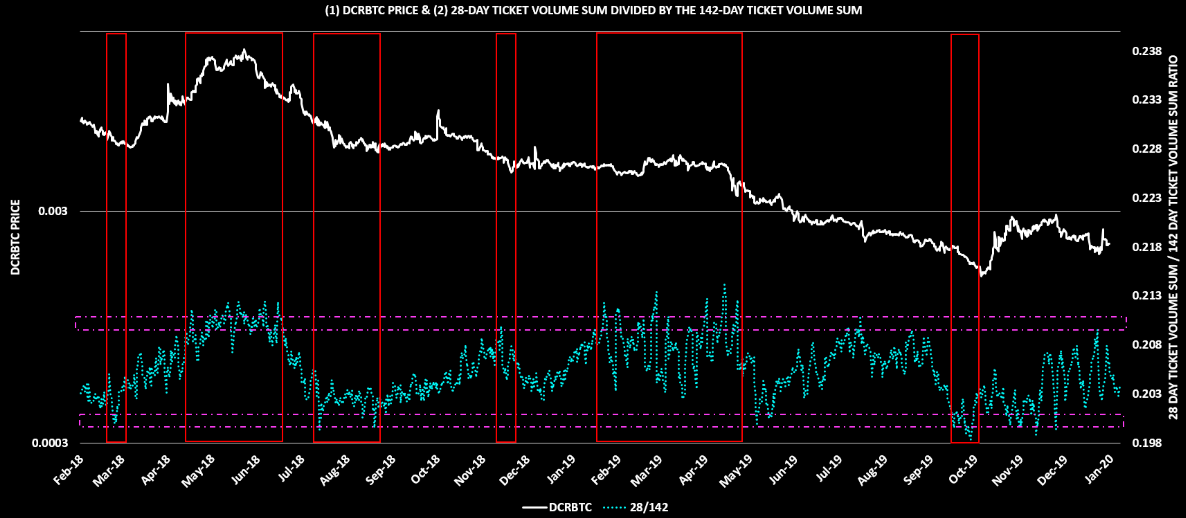 (1) DCRBTC PRICE & (2) 28-DAY TICKET VOLUME SUM DIVIDED BY THE 142-DAY TICKET VOLUME SUM
DCRBTC PRICE
0.003
0.0003
0.238
0.233
0.228
0.223
0.218
0.213
0.208
0.203
0.198
28 DAY TICKET VOLUME SUM / 142 DAY TICKET VOLUME SUM RATIO
Feb-18
Mar-18
Apr-18
May-18
Jun-18
Jul-18
Aug-18
Sep-18
Oct-18
Nov-18
Dec-18
Jan-19
Feb-19
Mar-19
Apr-19
May-19
Jun-19
Jul-19
Aug-19
Sep-19
Oct-19
Nov-19
Dec-19
Jan-20
DCRBTC
28/142